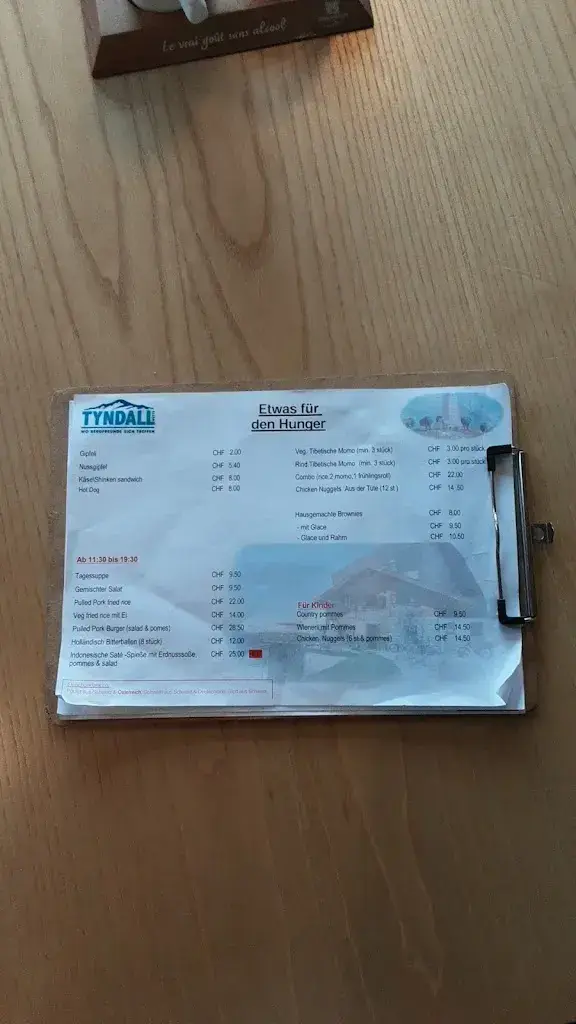 Le vrai goût sans alcool
TYNDALL
WO BERGFREUNDE SICH TREFFEN
Etwas für
den Hunger
Gipfeli CHF 2.00
Nussgipfel CHF 5.40
Käse/Shinken sandwich CHF 8.00
Hot Dog CHF 8.00
Veg. Tibetische Momo (min. 3 stück) CHF 3.00 pro stück
Rind Tibetische Momo (min. 3 stück) CHF 3.00 pro stück
Combo (rice,2 momo,1 frühlingsroll) CHF 22.00
Chicken Nuggets. Aus der Tüte (12 st.) CHF 14.50
Hausgemachte Brownies CHF 8.00
- mit Glace CHF 9.50
- Glace und Rahm CHF 10.50
Ab 11:30 bis 19:30
Tagessuppe CHF 9.50
Gemischter Salat CHF 9.50
Pulled Pork fried rice CHF 22.00
Veg fried rice mit Ei CHF 14.00
Pulled Pork Burger (salad & pomes) CHF 28.50
Holländisch Bitterballen (8 stück) CHF 12.00
Indonesische Saté -Spieße mit Erdnusssoße, CHF 25.00
pommes & salad
Für Kinder
Country pommes CHF 9.50
Wienerli mit Pommes CHF 14.50
Chicken. Nuggets (6 st & pommes) CHF 14.50